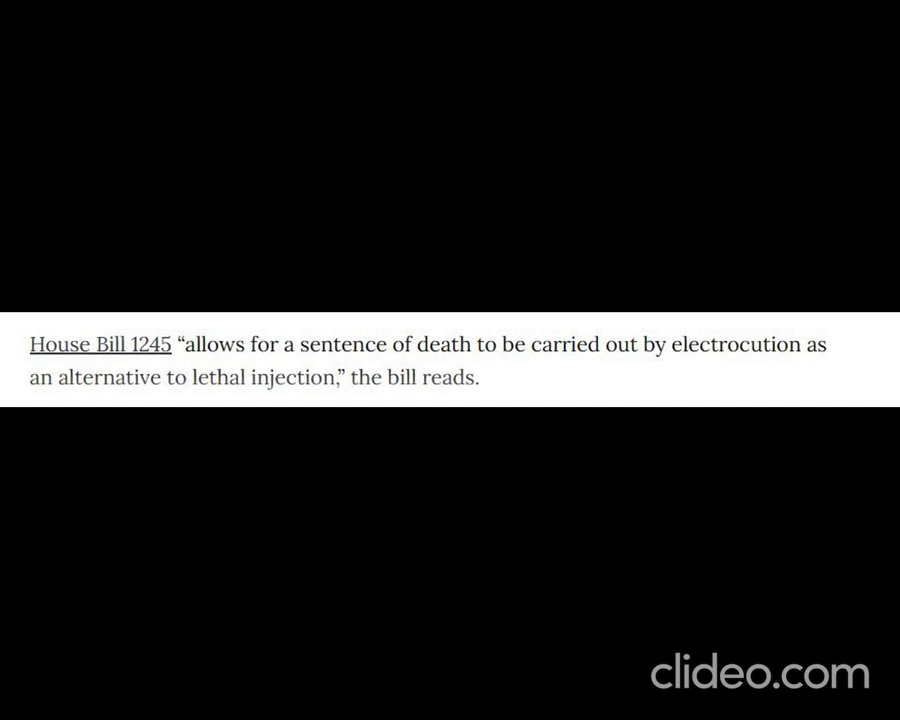 House Bill 1245 “allows for a sentence of death to be carried out by electrocution as
an alternative to lethal injection,” the bill reads.
clideo.com